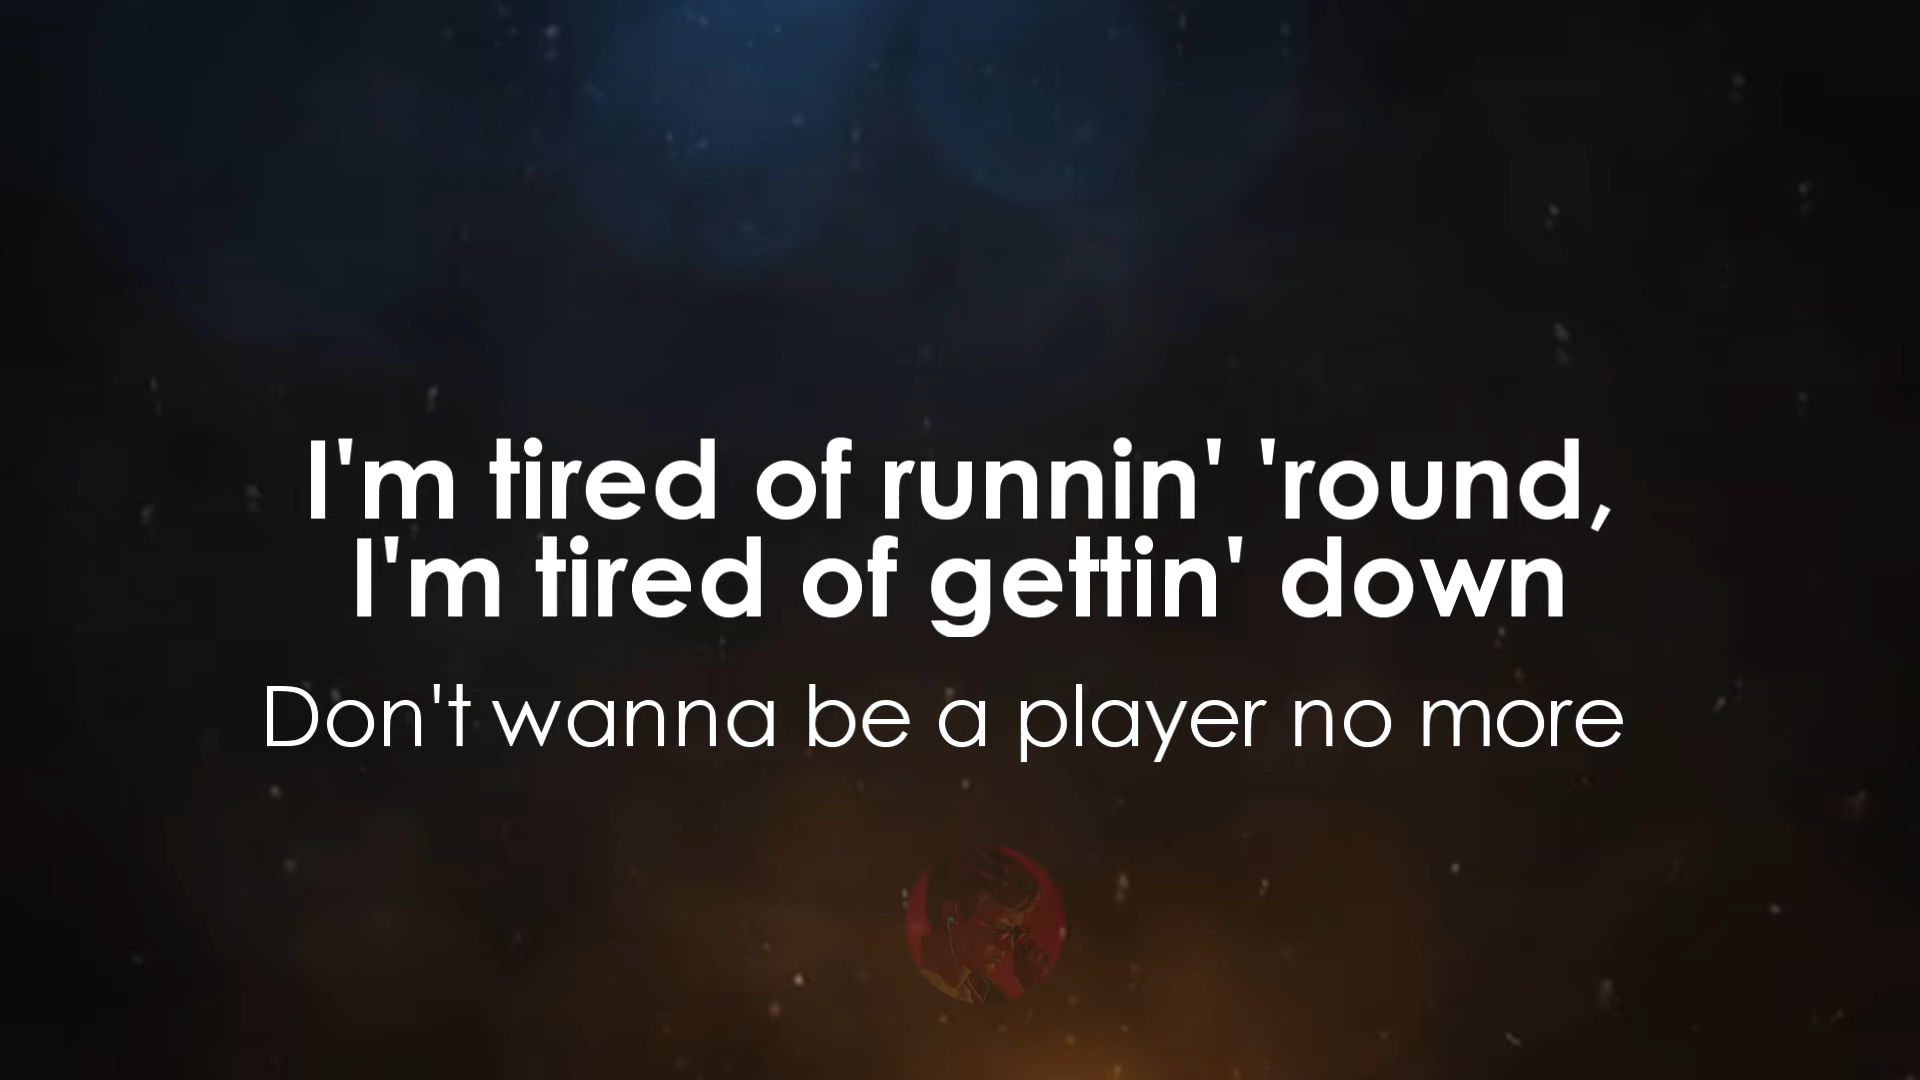 I'm tired of runnin' 'round,
I'm tired of gettin' down
Don't wanna be a player no more